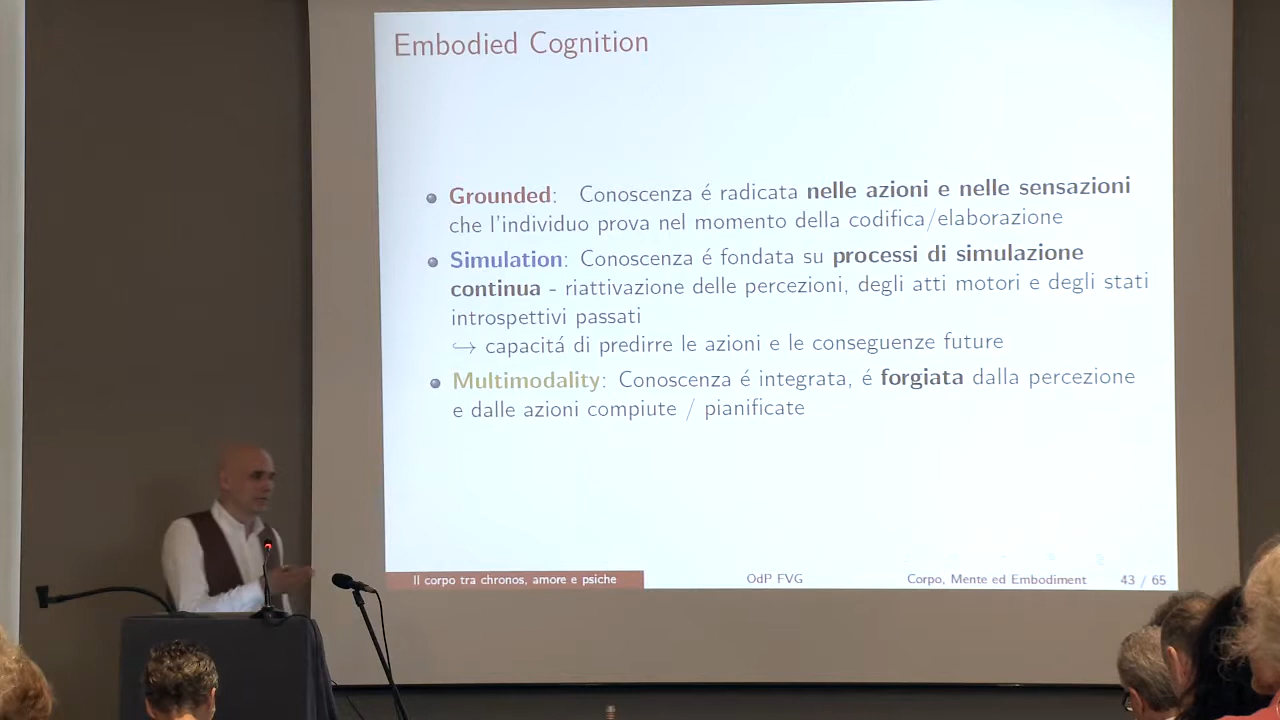 Embodied Cognition
Grounded: Conoscenza é radicata nelle azioni e nelle sensazioni
che l'individuo prova nel momento della codifica/elaborazione
Simulation: Conoscenza é fondata su processi di simulazione
continua - riattivazione delle percezioni, degli atti motori e degli stati
introspettivi passati
↪ capacitá di predirre le azioni e le conseguenze future
Multimodality: Conoscenza é integrata, é forgiata dalla percezione
e dalle azioni compiute / pianificate
Il corpo tra chronos, amore e psiche OdP FVG Corpo, Mente ed Embodiment 43 / 65